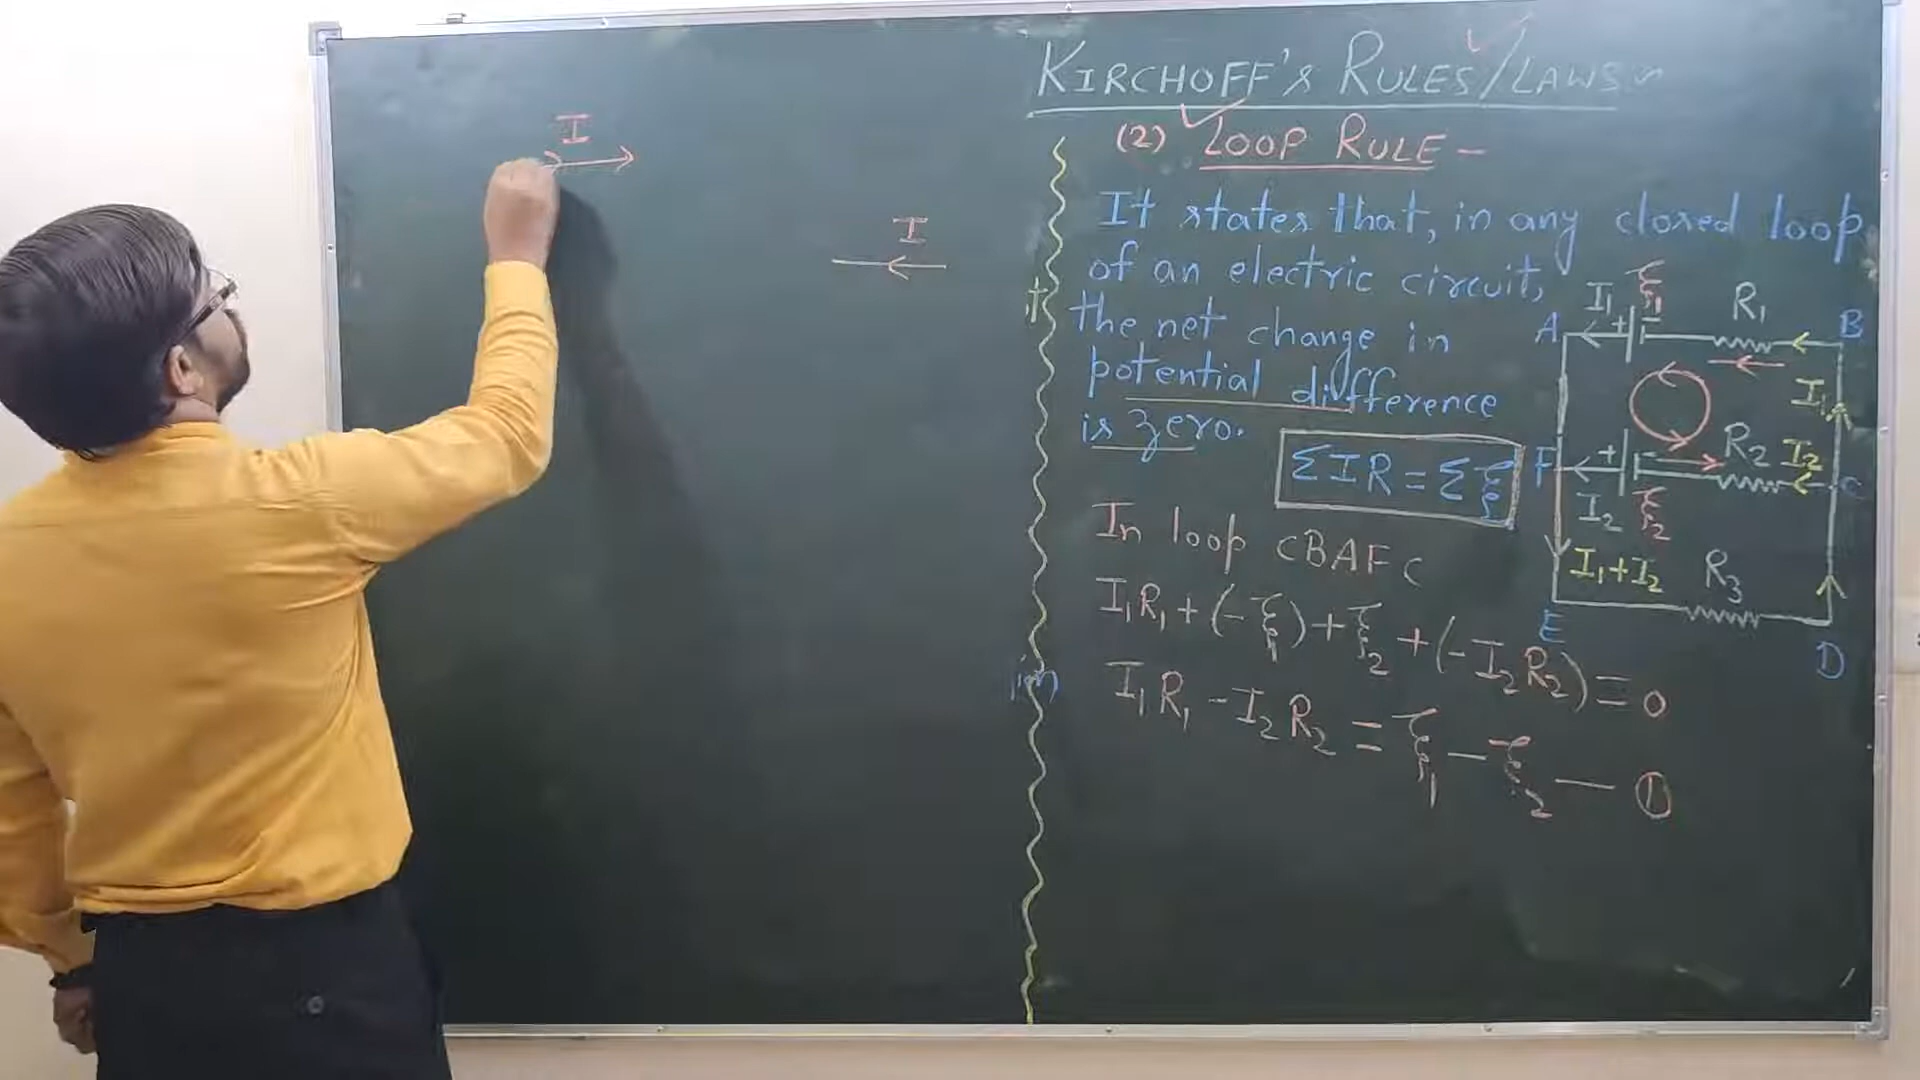 I
I
KIRCHOFF'S RULES/LAWS
(2) LOOP RULE -
It states that, in any closed loop
of an electric circuit,
the net change in
potential difference
is zero.
ΣIR = Σξ
In loop CBAFC
I₁R₁ + (-ξ₁) + ξ₂ + (-I₂R₂) = 0
I₁R₁ - I₂R₂ = ξ₁ - ξ₂ — ①
A I₁ + ξ₁ R₁ B
I₁
F + R₂ I₂ C
I₂ ξ₂
I₁+I₂ R₃
E D